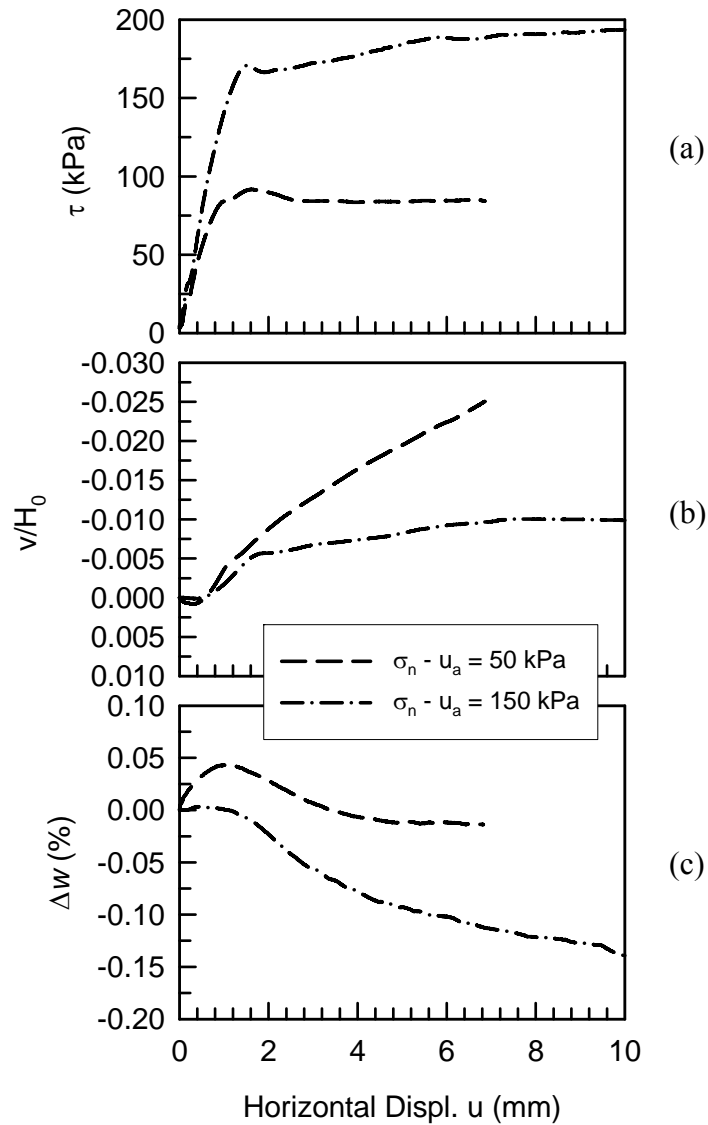 200
150
100
50
0
τ (kPa)
(a)
-0.030
-0.025
-0.020
-0.015
-0.010
-0.005
0.000
0.005
0.010
v/H₀
(b)
σₙ - uₐ = 50 kPa
σₙ - uₐ = 150 kPa
0.10
0.05
0.00
-0.05
-0.10
-0.15
-0.20
Δw (%)
(c)
0 2 4 6 8 10
Horizontal Displ. u (mm)